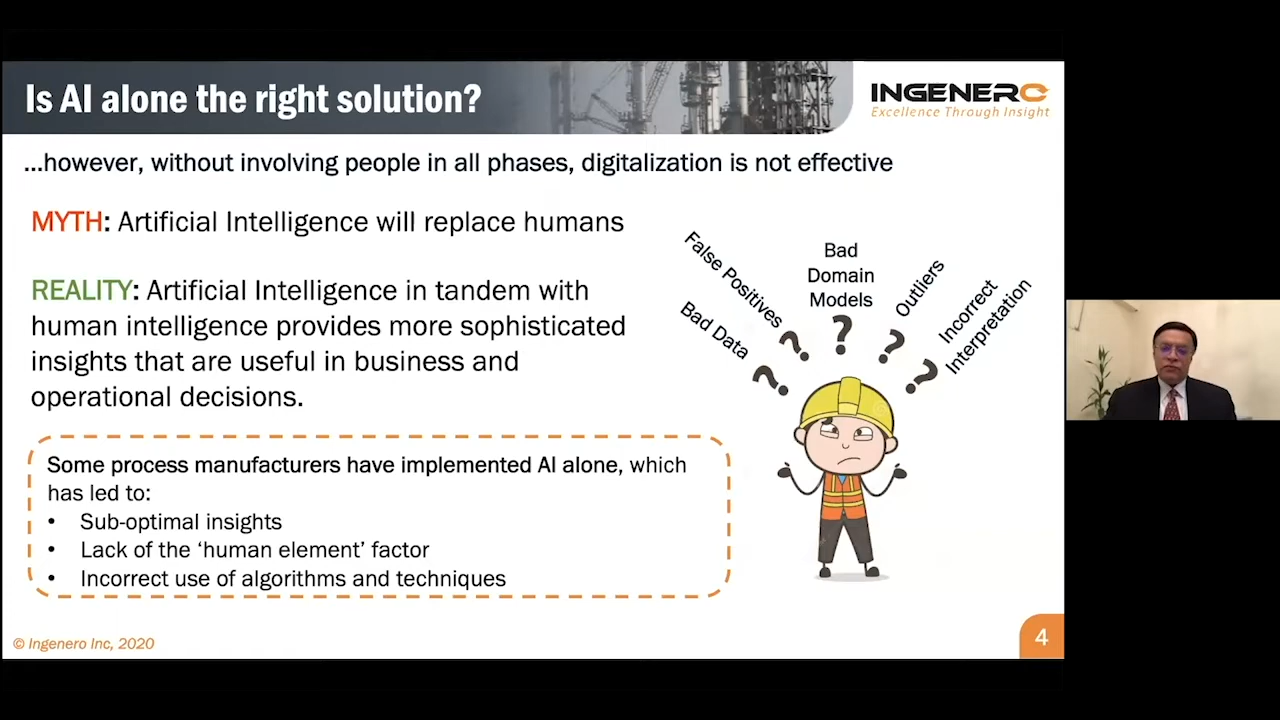 Is AI alone the right solution?
INGENERO
Excellence Through Insight
...however, without involving people in all phases, digitalization is not effective
MYTH: Artificial Intelligence will replace humans
REALITY: Artificial Intelligence in tandem with
human intelligence provides more sophisticated
insights that are useful in business and
operational decisions.
Bad Data
?
False Positives
?
Bad
Domain
Models
?
Outliers
?
Incorrect
Interpretation
?
Some process manufacturers have implemented AI alone, which
has led to:
• Sub-optimal insights
• Lack of the ‘human element’ factor
• Incorrect use of algorithms and techniques
© Ingenero Inc, 2020
4